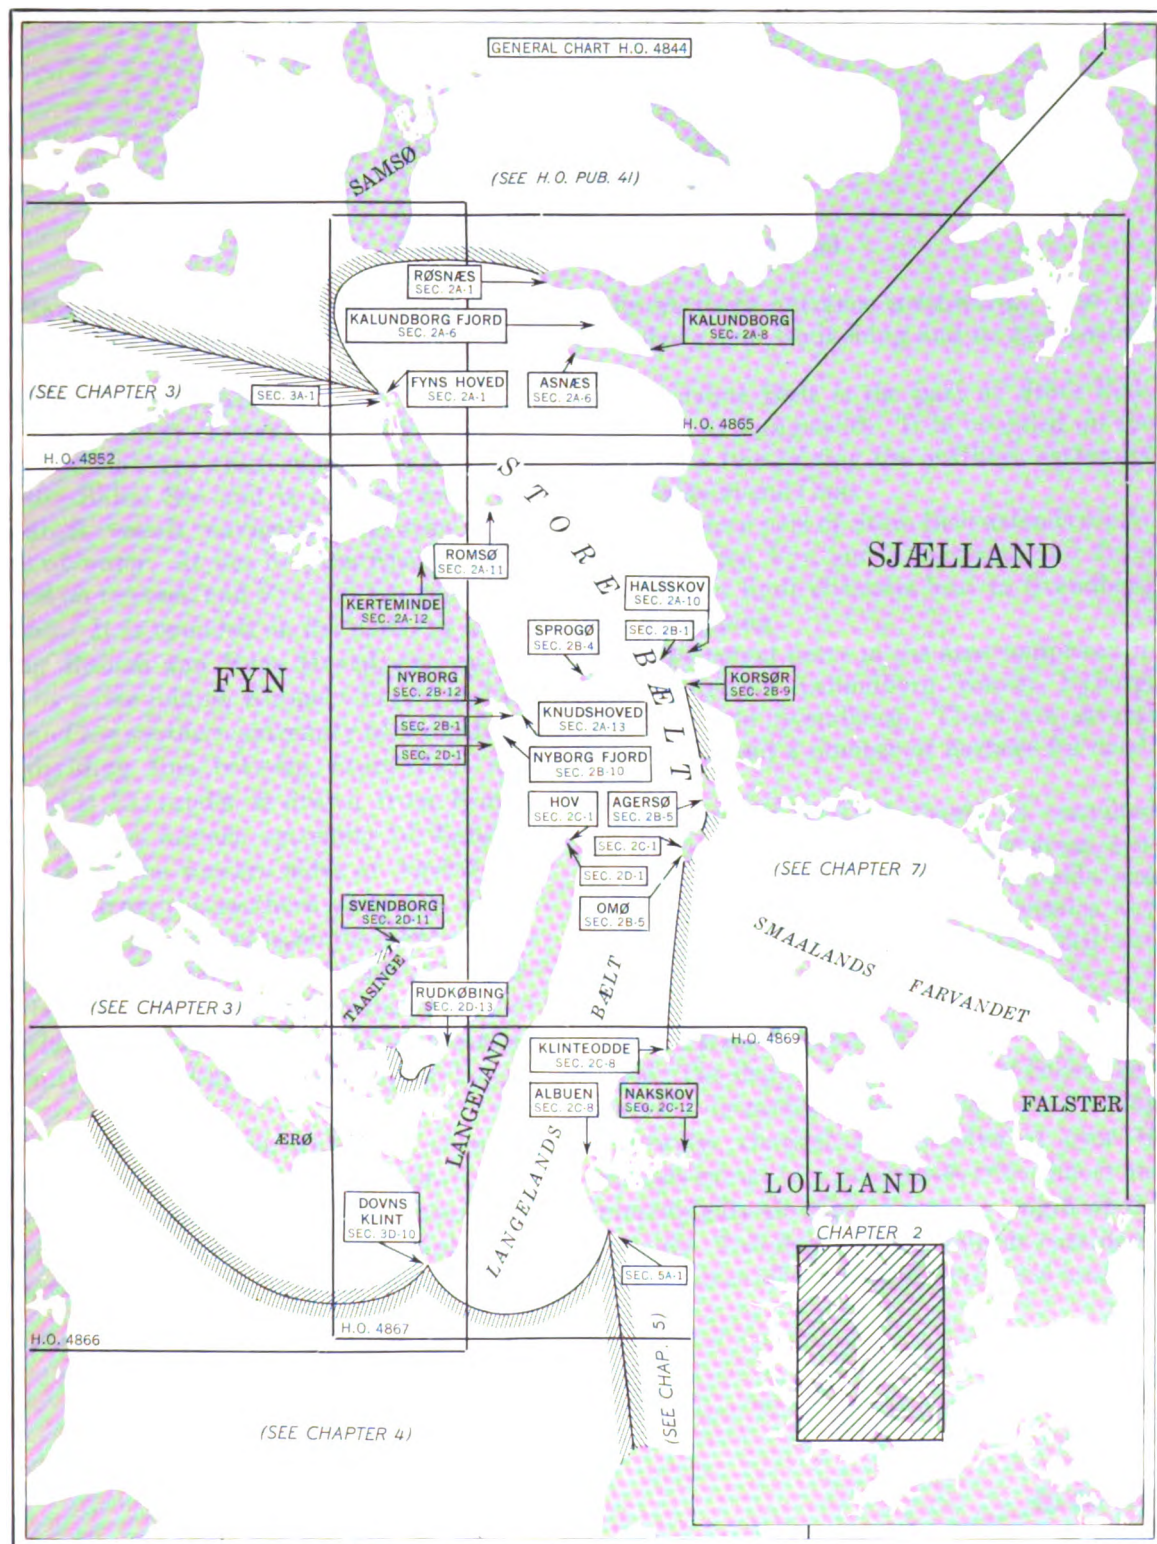 GENERAL CHART H.O. 4844
SAMSØ
(SEE H.O. PUB. 41)
RØSNÆS
SEC. 2A-1
KALUNDBORG FJORD
SEC. 2A-6
KALUNDBORG
SEC. 2A-8
(SEE CHAPTER 3)
SEC. 3A-1
FYNS HOVED
SEC. 2A-1
ASNÆS
SEC. 2A-6
H.O. 4865
H.O. 4852
STORE BÆLT
ROMSØ
SEC. 2A-11
SJÆLLAND
KERTEMINDE
SEC. 2A-12
HALSSKOV
SEC. 2A-10
SPROGØ
SEC. 2B-4
SEC. 2B-1
FYN
NYBORG
SEC. 2B-12
KORSØR
SEC. 2B-9
SEC. 2B-1
KNUDSHOVED
SEC. 2A-13
SEC. 2D-1
NYBORG FJORD
SEC. 2B-10
HOV
SEC. 2C-1
AGERSØ
SEC. 2B-5
SEC. 2C-1
SEC. 2D-1
(SEE CHAPTER 7)
SVENDBORG
SEC. 2D-11
OMØ
SEC. 2B-5
SMAALANDS FARVANDET
TAASINGE
RUDKØBING
SEC. 2D-13
(SEE CHAPTER 3)
LANGELANDS BÆLT
H.O. 4869
KLINTEODDE
SEC. 2C-8
LANGELAND
ALBUEN
SEC. 2C-8
NAKSKOV
SEC. 2C-12
FALSTER
ÆRØ
LOLLAND
DOVNS
KLINT
SEC. 3D-10
CHAPTER 2
SEC. 5A-1
H.O. 4867
H.O. 4866
(SEE CHAP. 5)
(SEE CHAPTER 4)